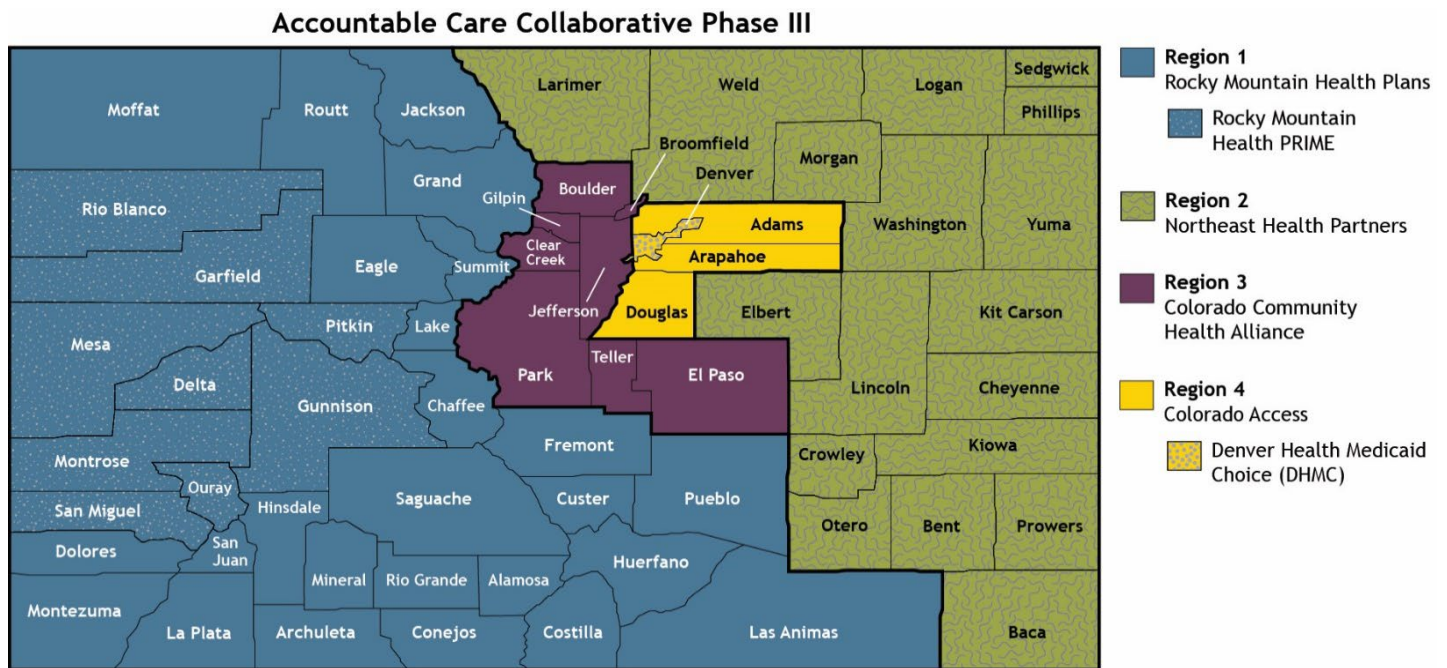 Accountable Care Collaborative Phase III
Moffat
Routt
Jackson
Larimer
Weld
Logan
Sedgwick
Phillips
Rio Blanco
Grand
Gilpin
Boulder
Broomfield
Denver
Morgan
Washington
Yuma
Garfield
Eagle
Summit
Clear
Creek
Adams
Arapahoe
Jefferson
Douglas
Elbert
Kit Carson
Mesa
Pitkin
Lake
Park
Teller
El Paso
Lincoln
Cheyenne
Delta
Gunnison
Chaffee
Fremont
Kiowa
Crowley
Montrose
Ouray
San Miguel
Hinsdale
Saguache
Custer
Pueblo
Otero
Bent
Prowers
Dolores
San
Juan
Mineral
Rio Grande
Alamosa
Huerfano
Montezuma
La Plata
Archuleta
Conejos
Costilla
Las Animas
Baca
Region 1
Rocky Mountain Health Plans
Rocky Mountain
Health PRIME
Region 2
Northeast Health Partners
Region 3
Colorado Community
Health Alliance
Region 4
Colorado Access
Denver Health Medicaid
Choice (DHMC)